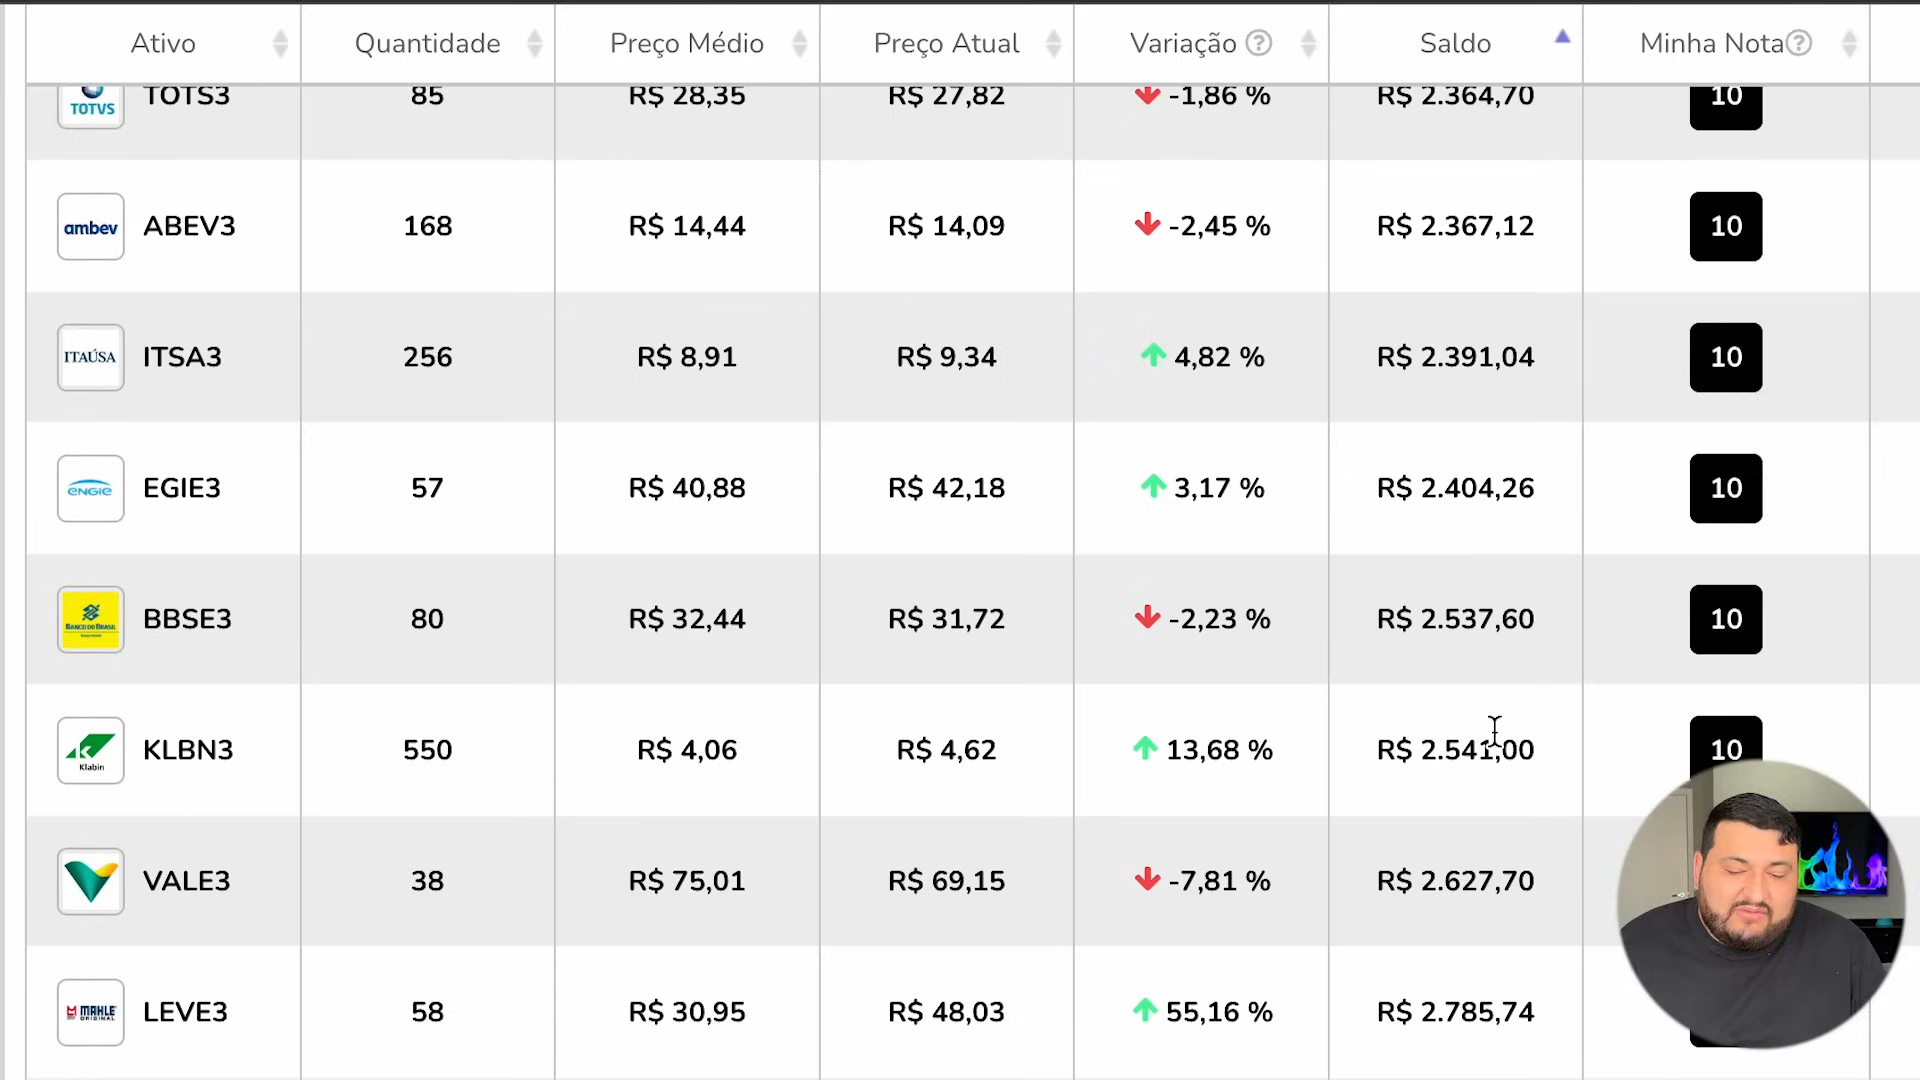 Ativo Quantidade Preço Médio Preço Atual Variação ? Saldo Minha Nota ?
TOTVS TOTS3 85 R$ 28,35 R$ 27,82 -1,86 % R$ 2.364,70 10
ambev ABEV3 168 R$ 14,44 R$ 14,09 -2,45 % R$ 2.367,12 10
ITAÚSA ITSA3 256 R$ 8,91 R$ 9,34 4,82 % R$ 2.391,04 10
ENGIE EGIE3 57 R$ 40,88 R$ 42,18 3,17 % R$ 2.404,26 10
BANCO DO BRASIL BBSE3 80 R$ 32,44 R$ 31,72 -2,23 % R$ 2.537,60 10
Klabin KLBN3 550 R$ 4,06 R$ 4,62 13,68 % R$ 2.541,00 10
VALE3 38 R$ 75,01 R$ 69,15 -7,81 % R$ 2.627,70
MAHLE ORIGINAL LEVE3 58 R$ 30,95 R$ 48,03 55,16 % R$ 2.785,74